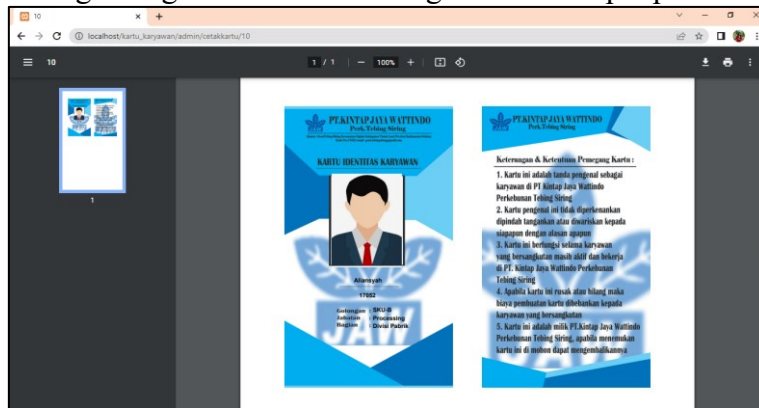 10
localhost/kartu_karyawan/admin/cetakkartu/10
10
1 / 1
100%
1
PT.KINTAP JAYA WATTINDO
Perk.Tebing Siring
KARTU IDENTITAS KARYAWAN
Aliansyah
17082
Golongan : SKU-B
Jabatan : Processing
Bagian : Divisi Pabrik
JAW
PT.KINTAP JAYA WATTINDO
Perk.Tebing Siring
Keterangan & Ketentuan Pemegang Kartu :
1. Kartu ini adalah tanda pengenal sebagai
karyawan di PT Kintap Jaya Wattindo
Perkebunan Tebing Siring
2. Kartu pengenal ini tidak diperkenankan
dipindah tangankan atau diwariskan kepada
siapapun dengan alasan apapun
3. Kartu ini berfungsi selama karyawan
yang bersangkutan masih aktif dan bekerja
di PT. Kintap Jaya Wattindo Perkebunan
Tebing Siring
4. Apabila kartu ini rusak atau hilang maka
biaya pembuatan kartu dibebankan kepada
karyawan yang bersangkutan
5. Kartu ini adalah milik PT.Kintap Jaya Wattindo
Perkebunan Tebing Siring, apabila menemukan
kartu ini di mohon dapat mengembalikannya
JAW